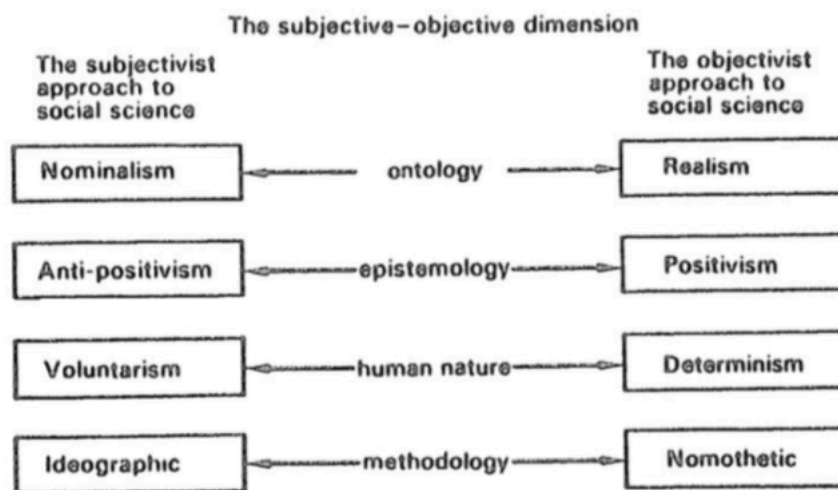 The subjective–objective dimension
The subjectivist
approach to
social science
The objectivist
approach to
social science
Nominalism
ontology
Realism
Anti-positivism
epistemology
Positivism
Voluntarism
human nature
Determinism
Ideographic
methodology
Nomothetic